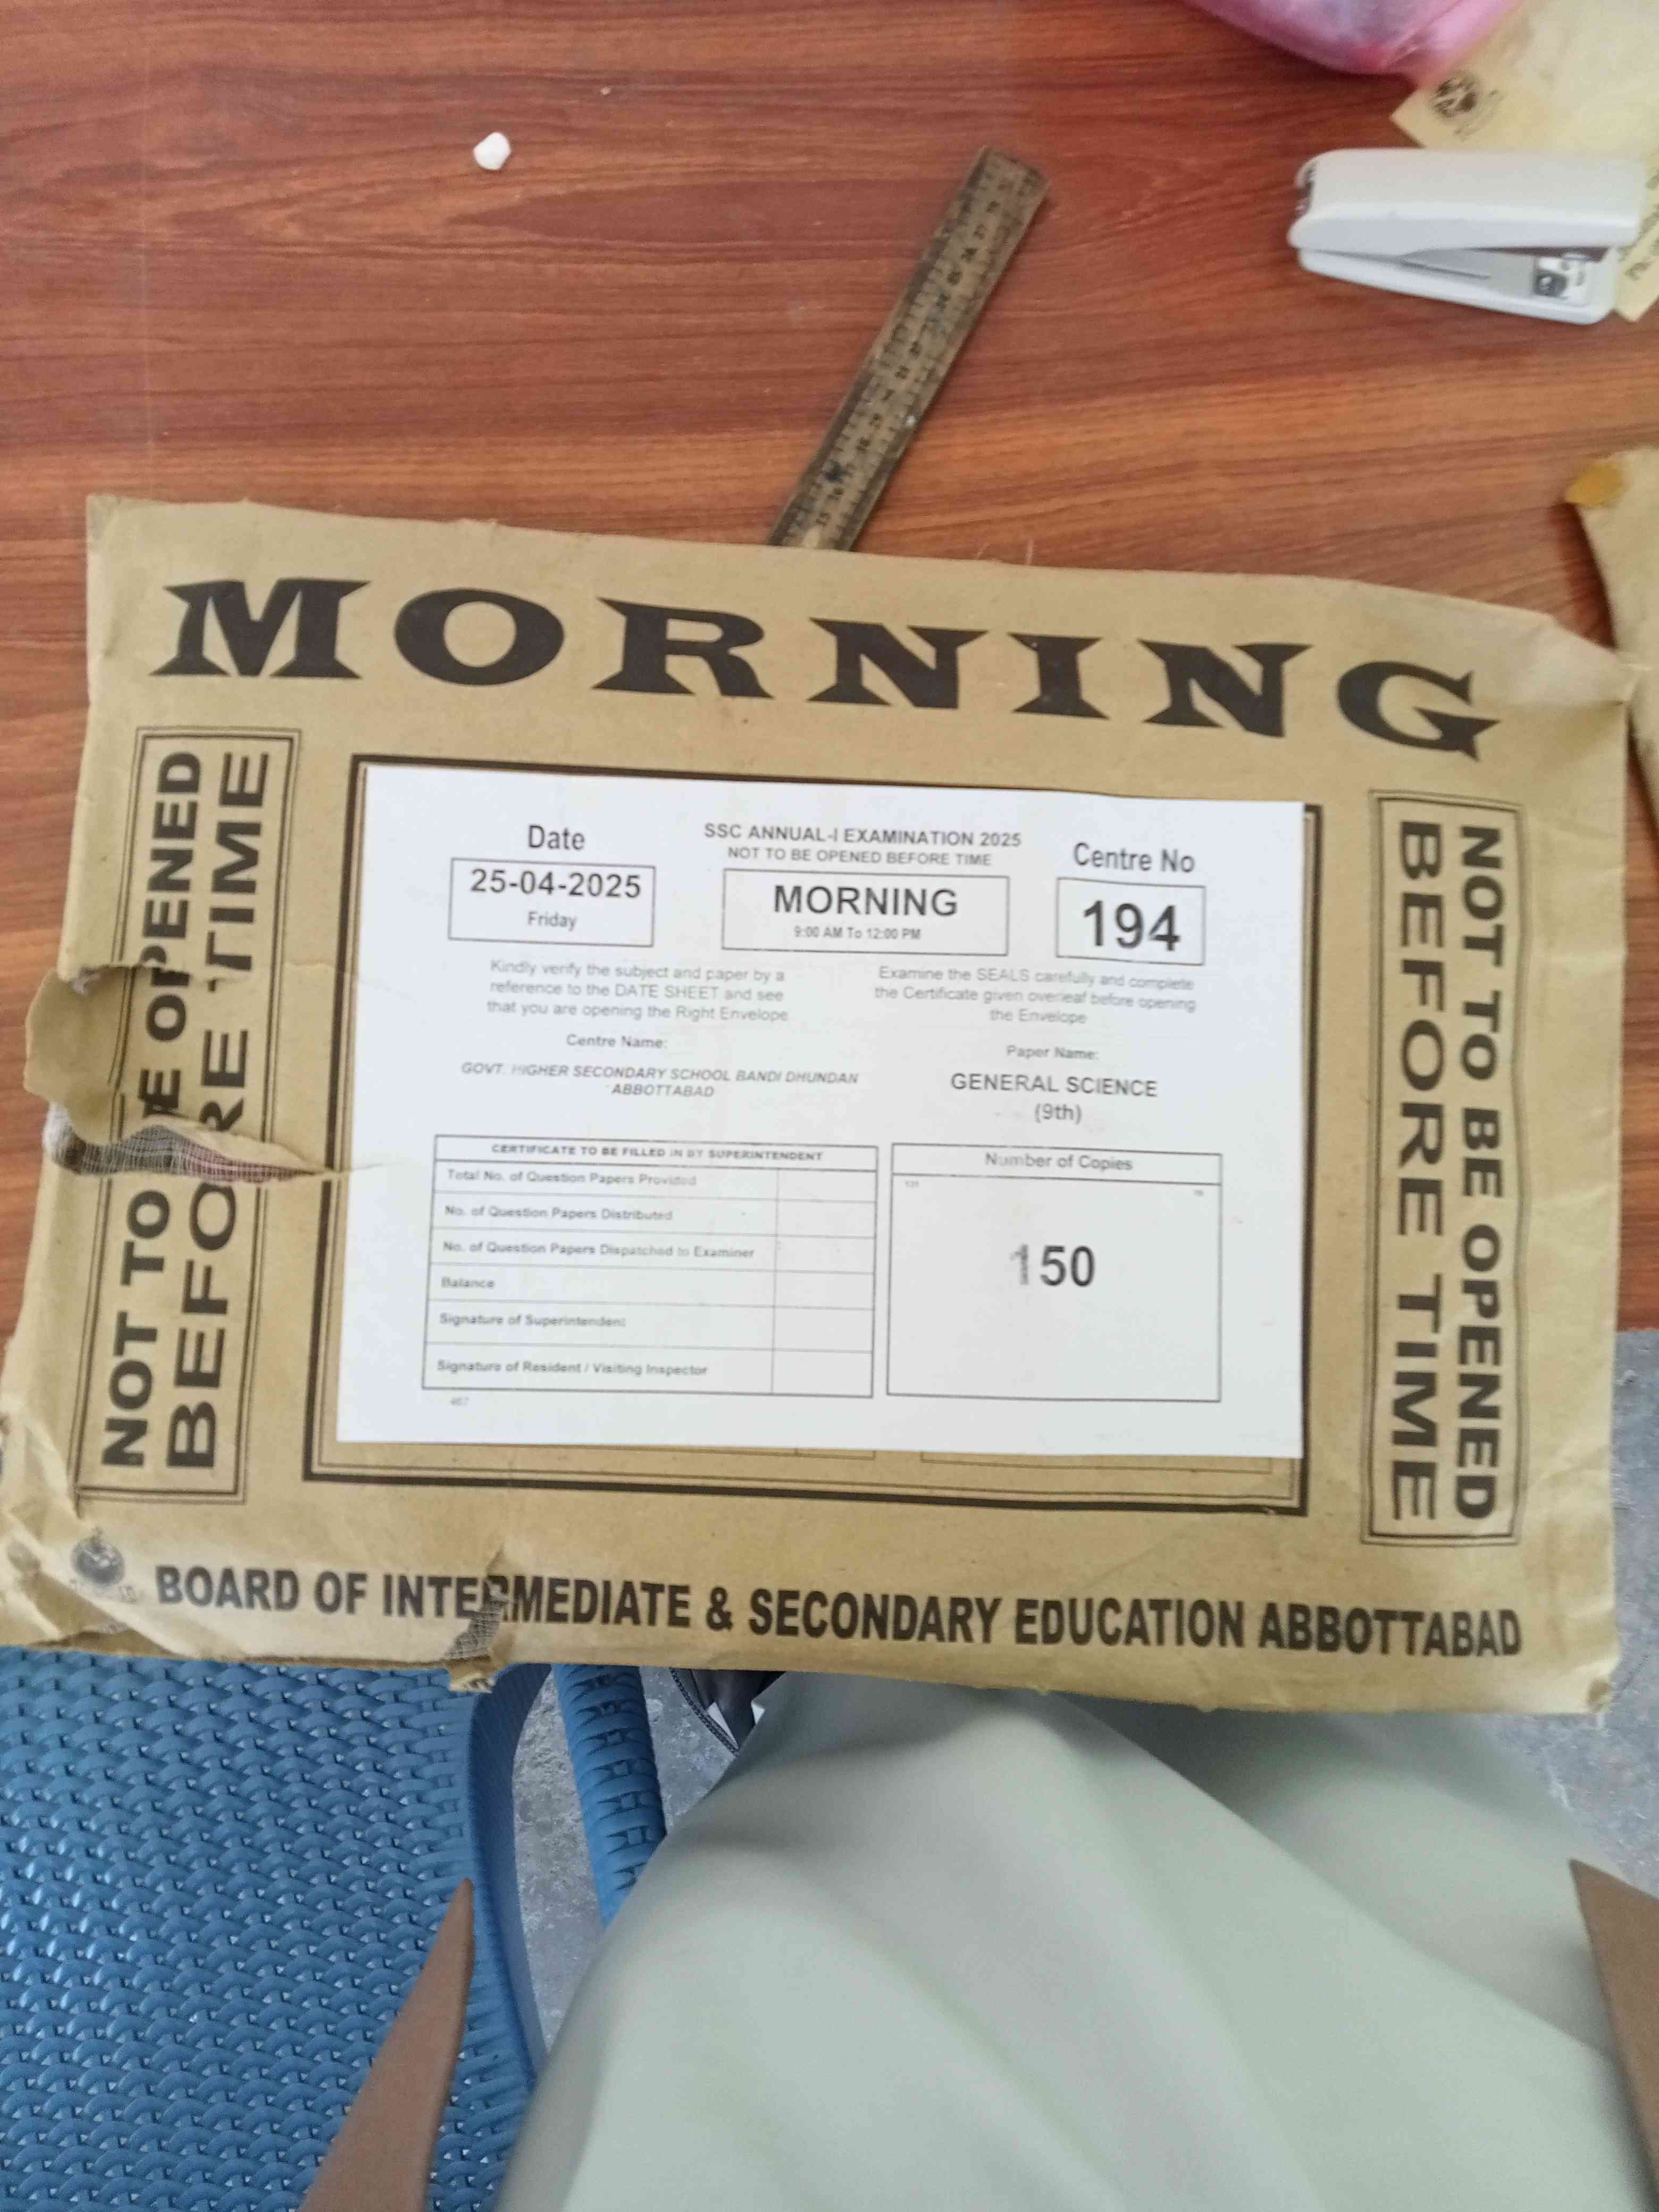 MORNING
NOT TO BE OPENED
BEFORE TIME
Date
25-04-2025
Friday
SSC ANNUAL-I EXAMINATION 2025
NOT TO BE OPENED BEFORE TIME
MORNING
9:00 AM To 12:00 PM
Centre No
194
Kindly verify the subject and paper by a
reference to the DATE SHEET and see
that you are opening the Right Envelope
Examine the SEALS carefully and complete
the Certificate given overleaf before opening
the Envelope
Centre Name:
GOVT. HIGHER SECONDARY SCHOOL BANDI DHUNDAN
ABBOTTABAD
Paper Name:
GENERAL SCIENCE
(9th)
CERTIFICATE TO BE FILLED IN BY SUPERINTENDENT
Total No. of Question Papers Provided
No. of Question Papers Distributed
No. of Question Papers Dispatched to Examiner
Balance
Signature of Superintendent
Signature of Resident / Visiting Inspector
Number of Copies
150
NOT TO BE OPENED
BEFORE TIME
BOARD OF INTERMEDIATE & SECONDARY EDUCATION ABBOTTABAD